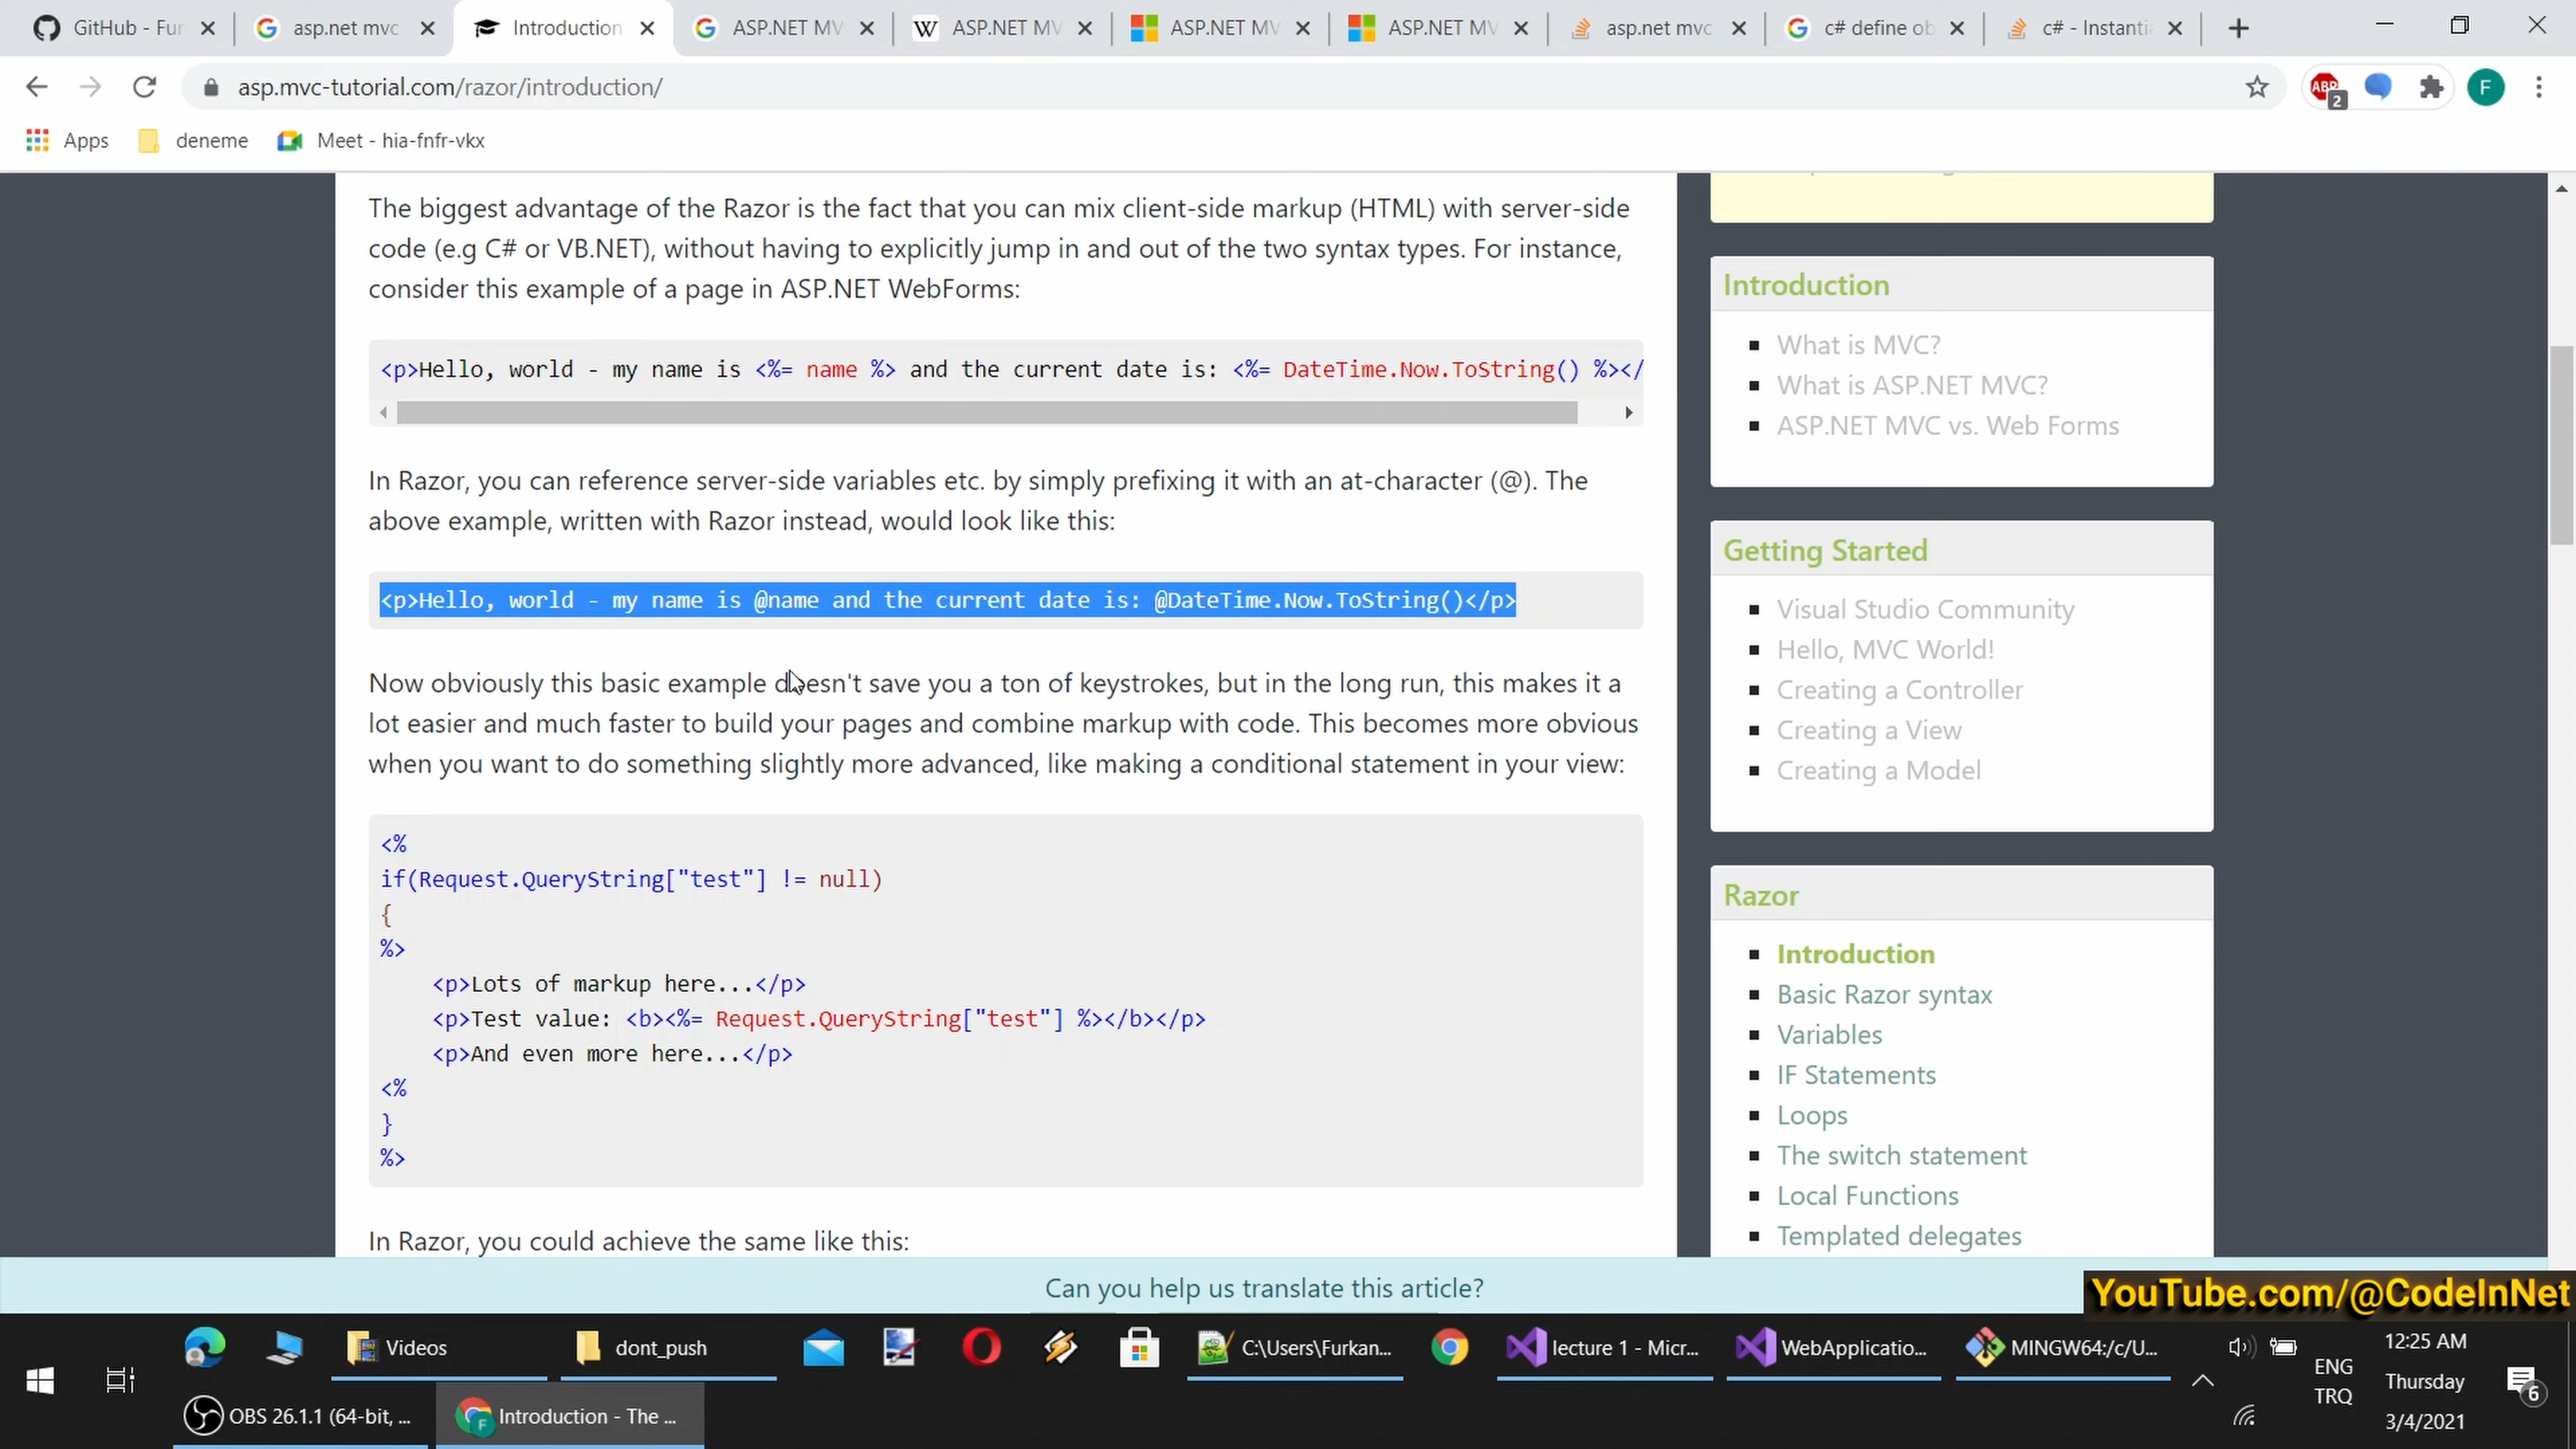 GitHub - Fur
asp.net mvc
Introduction
ASP.NET MV
ASP.NET MV
ASP.NET MV
ASP.NET MV
asp.net mvc
c# define ob
c# - Instanti
asp.mvc-tutorial.com/razor/introduction/
ABP
2
F
Apps
deneme
Meet - hia-fnfr-vkx
The biggest advantage of the Razor is the fact that you can mix client-side markup (HTML) with server-side
code (e.g C# or VB.NET), without having to explicitly jump in and out of the two syntax types. For instance,
consider this example of a page in ASP.NET WebForms:
<p>Hello, world - my name is <%= name %> and the current date is: <%= DateTime.Now.ToString() %></
In Razor, you can reference server-side variables etc. by simply prefixing it with an at-character (@). The
above example, written with Razor instead, would look like this:
<p>Hello, world - my name is @name and the current date is: @DateTime.Now.ToString()</p>
Now obviously this basic example doesn't save you a ton of keystrokes, but in the long run, this makes it a
lot easier and much faster to build your pages and combine markup with code. This becomes more obvious
when you want to do something slightly more advanced, like making a conditional statement in your view:
<%
if(Request.QueryString["test"] != null)
{
%>
<p>Lots of markup here...</p>
<p>Test value: <b><%= Request.QueryString["test"] %></b></p>
<p>And even more here...</p>
<%
}
%>
In Razor, you could achieve the same like this:
Introduction
What is MVC?
What is ASP.NET MVC?
ASP.NET MVC vs. Web Forms
Getting Started
Visual Studio Community
Hello, MVC World!
Creating a Controller
Creating a View
Creating a Model
Razor
Introduction
Basic Razor syntax
Variables
IF Statements
Loops
The switch statement
Local Functions
Templated delegates
Can you help us translate this article?
YouTube.com/@CodeInNet
Videos
dont_push
C:\Users\Furkan...
lecture 1 - Micr...
WebApplicatio...
MINGW64:/c/U...
OBS 26.1.1 (64-bit, ...
Introduction - The ...
ENG
TRQ
12:25 AM
Thursday
3/4/2021
6